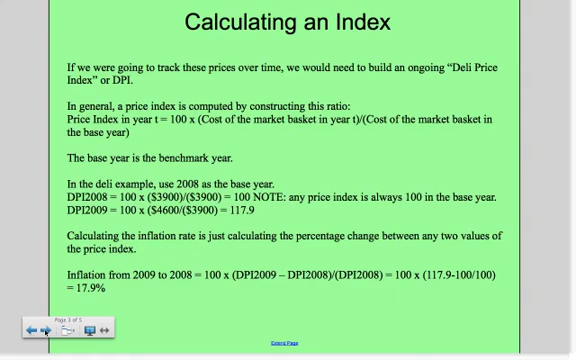 Calculating an Index
If we were going to track these prices over time, we would need to build an ongoing “Deli Price
Index” or DPI.
In general, a price index is computed by constructing this ratio:
Price Index in year t = 100 x (Cost of the market basket in year t)/(Cost of the market basket in
the base year)
The base year is the benchmark year.
In the deli example, use 2008 as the base year.
DPI2008 = 100 x ($3900)/($3900) = 100 NOTE: any price index is always 100 in the base year.
DPI2009 = 100 x ($4600/($3900) = 117.9
Calculating the inflation rate is just calculating the percentage change between any two values of
the price index.
Inflation from 2009 to 2008 = 100 x (DPI2009 – DPI2008)/(DPI2008) = 100 x (117.9-100/100)
= 17.9%
Page 3 of 5
Extend Page